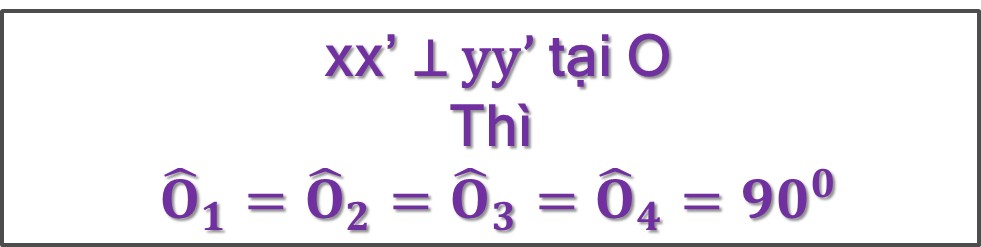 xx’ ⊥ yy’ tại O
Thì
Ô₁ = Ô₂ = Ô₃ = Ô₄ = 90⁰